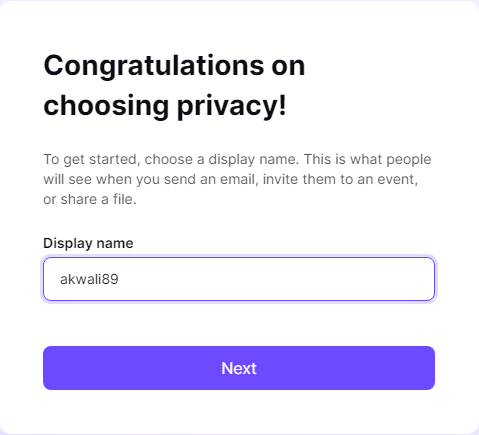 Congratulations on
choosing privacy!
To get started, choose a display name. This is what people
will see when you send an email, invite them to an event,
or share a file.
Display name
akwali89
Next